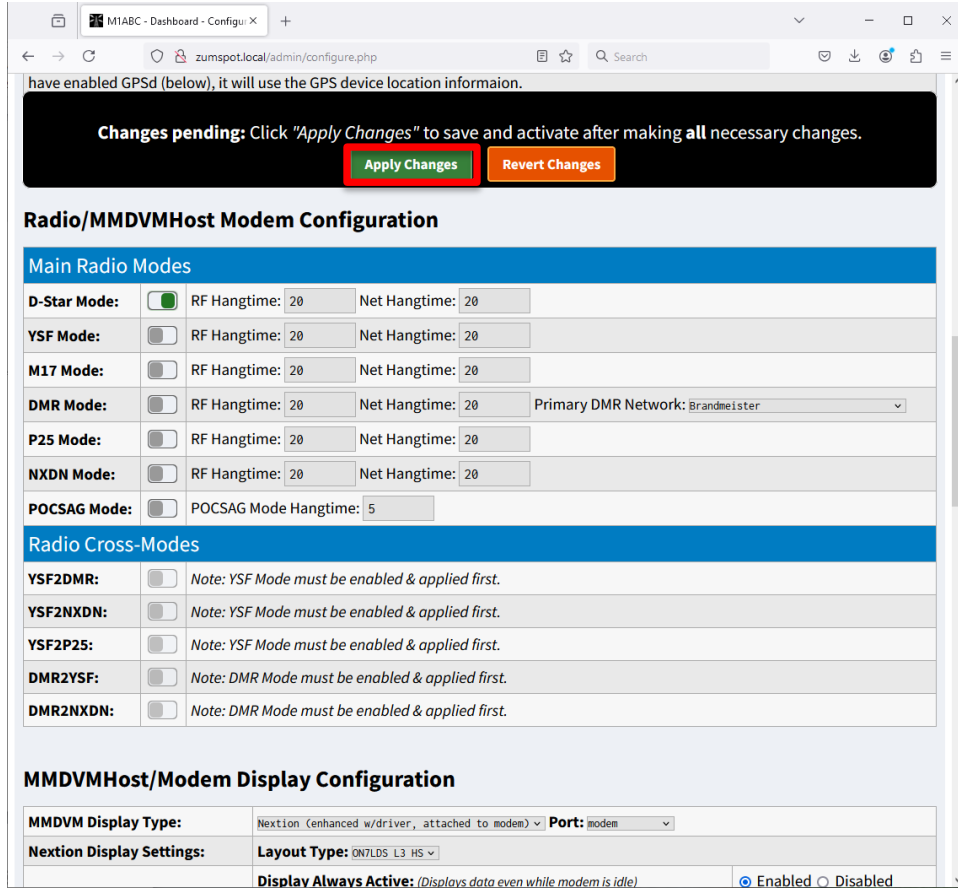 M1ABC - Dashboard - Configu
zumspot.local/admin/configure.php
Search
have enabled GPSd (below), it will use the GPS device location informaion.
Changes pending: Click "Apply Changes" to save and activate after making all necessary changes.
Apply Changes Revert Changes
Radio/MMDVMHost Modem Configuration
Main Radio Modes
D-Star Mode: RF Hangtime: 20 Net Hangtime: 20
YSF Mode: RF Hangtime: 20 Net Hangtime: 20
M17 Mode: RF Hangtime: 20 Net Hangtime: 20
DMR Mode: RF Hangtime: 20 Net Hangtime: 20 Primary DMR Network: Brandmeister
P25 Mode: RF Hangtime: 20 Net Hangtime: 20
NXDN Mode: RF Hangtime: 20 Net Hangtime: 20
POCSAG Mode: POCSAG Mode Hangtime: 5
Radio Cross-Modes
YSF2DMR: Note: YSF Mode must be enabled & applied first.
YSF2NXDN: Note: YSF Mode must be enabled & applied first.
YSF2P25: Note: YSF Mode must be enabled & applied first.
DMR2YSF: Note: DMR Mode must be enabled & applied first.
DMR2NXDN: Note: DMR Mode must be enabled & applied first.
MMDVMHost/Modem Display Configuration
MMDVM Display Type: Nextion (enhanced w/driver, attached to modem) Port: modem
Nextion Display Settings: Layout Type: ON7LDS L3 HS
Display Always Active: (Displays data even while modem is idle) Enabled Disabled